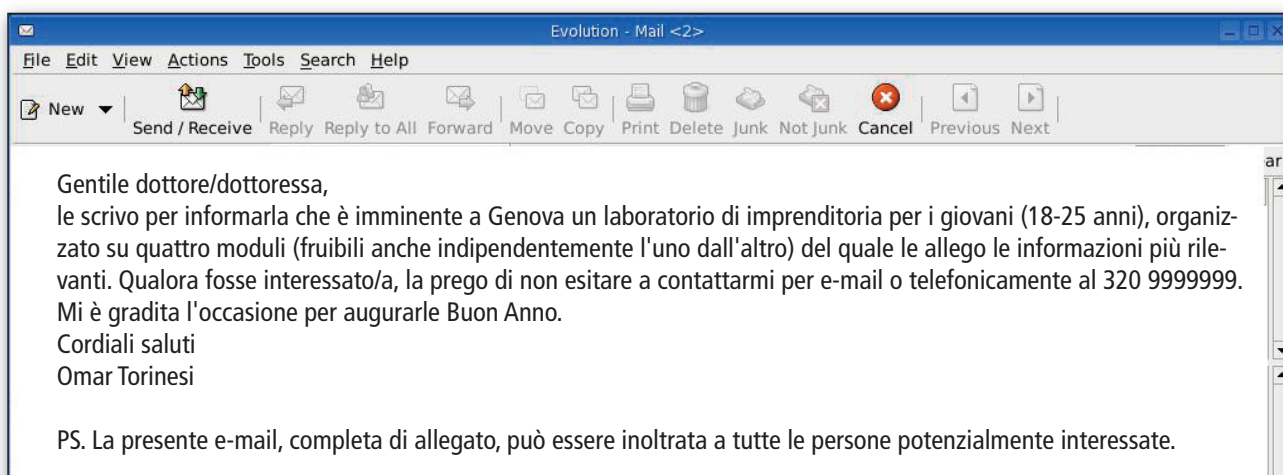 Evolution - Mail <2>
File Edit View Actions Tools Search Help
New Send / Receive Reply Reply to All Forward Move Copy Print Delete Junk Not Junk Cancel Previous Next
Gentile dottore/dottoressa,
le scrivo per informarla che è imminente a Genova un laboratorio di imprenditoria per i giovani (18-25 anni), organiz-
zato su quattro moduli (fruibili anche indipendentemente l'uno dall'altro) del quale le allego le informazioni più rile-
vanti. Qualora fosse interessato/a, la prego di non esitare a contattarmi per e-mail o telefonicamente al 320 9999999.
Mi è gradita l'occasione per augurarle Buon Anno.
Cordiali saluti
Omar Torinesi
PS. La presente e-mail, completa di allegato, può essere inoltrata a tutte le persone potenzialmente interessate.